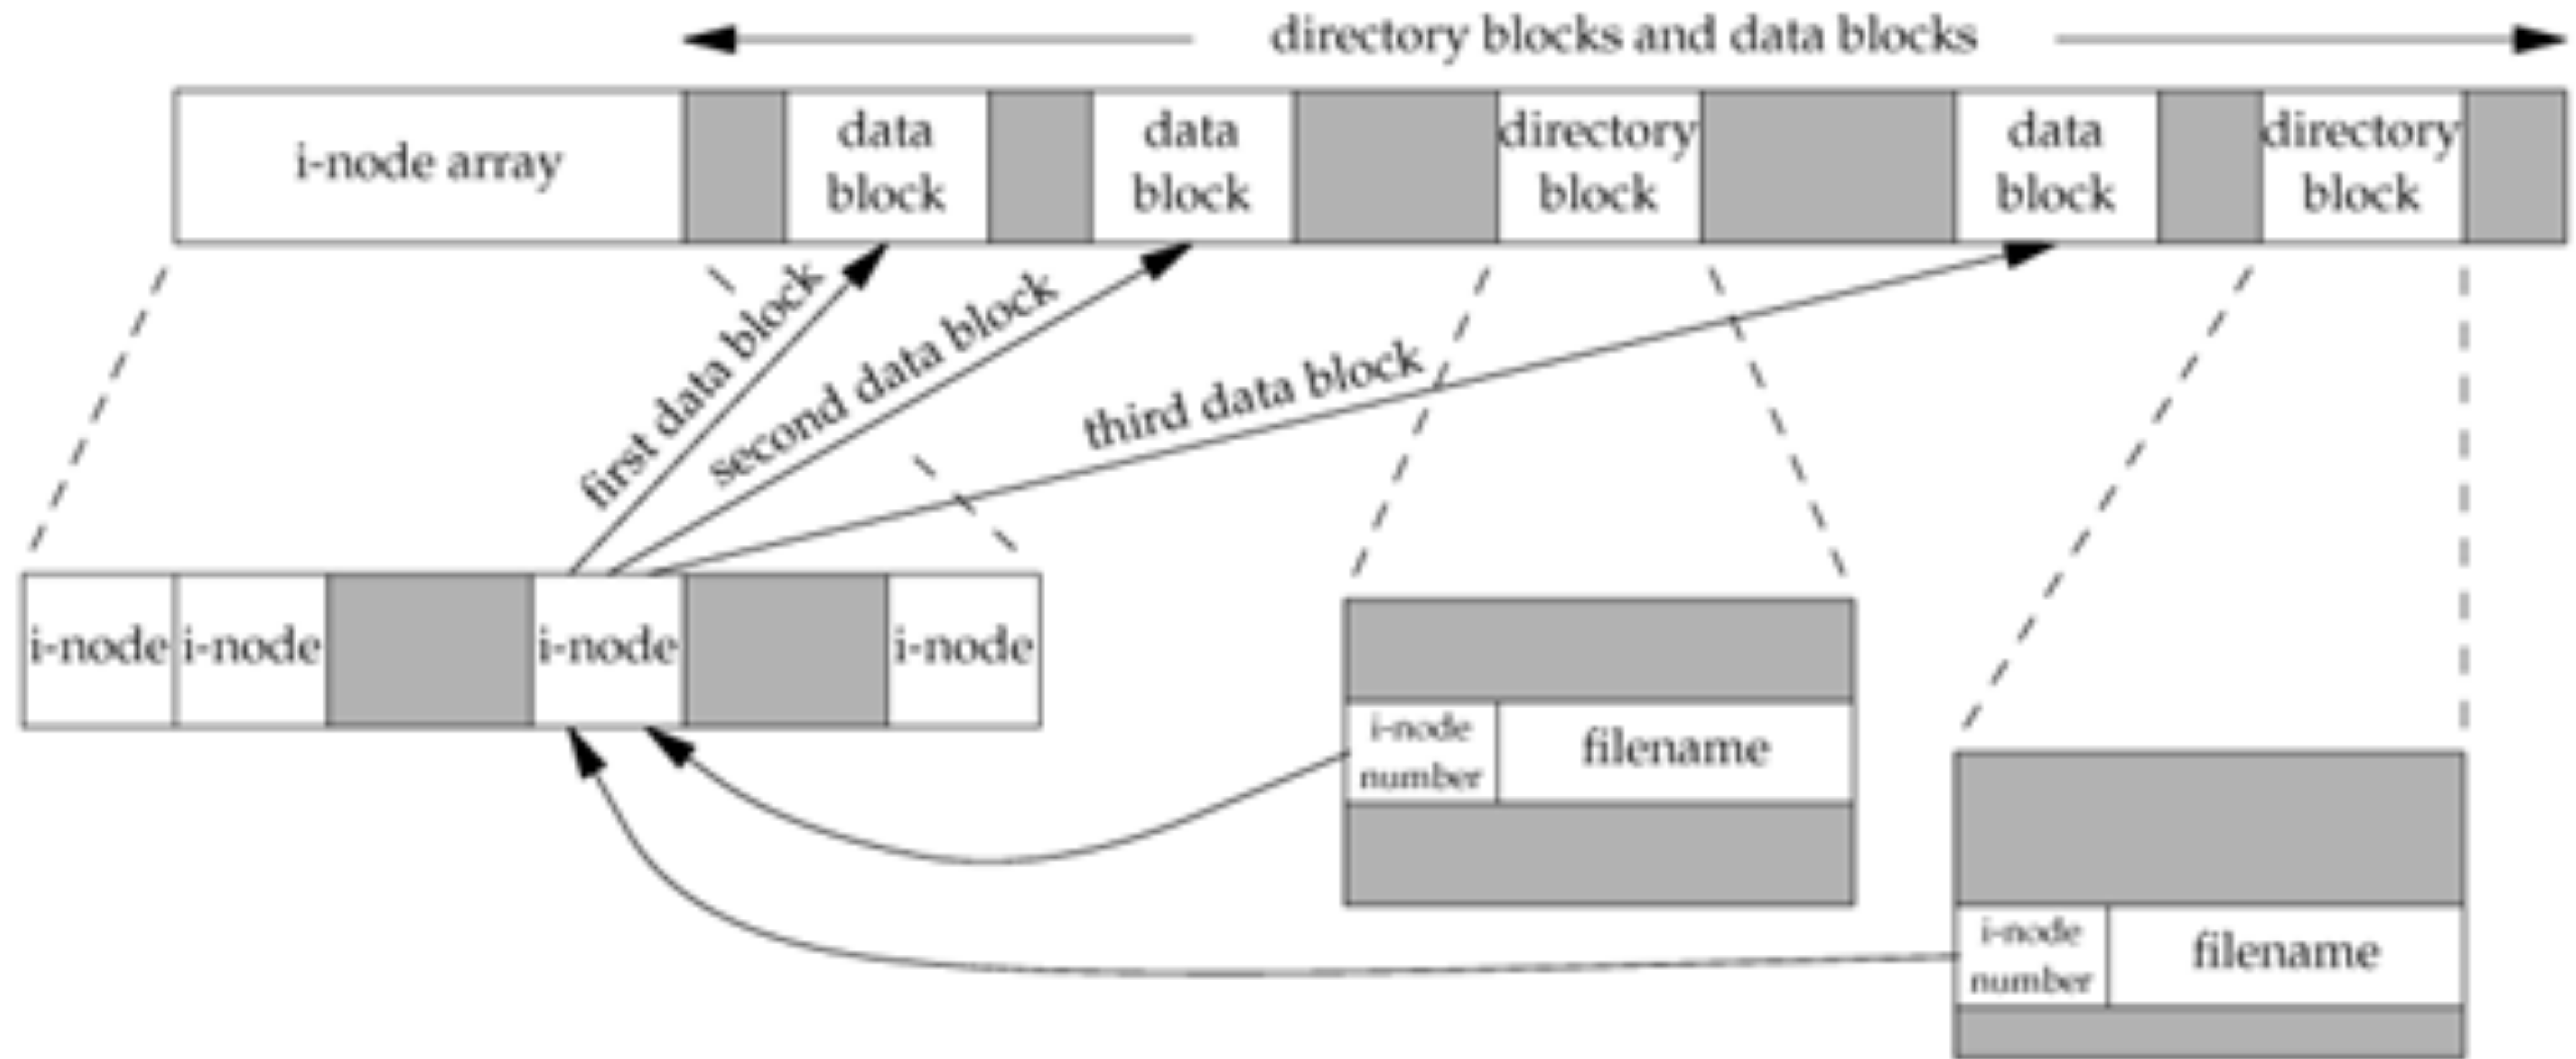 directory blocks and data blocks
i-node array
data
block
data
block
directory
block
data
block
directory
block
first data block
second data block
third data block
i-node
i-node
i-node
i-node
i-node
number
filename
i-node
number
filename